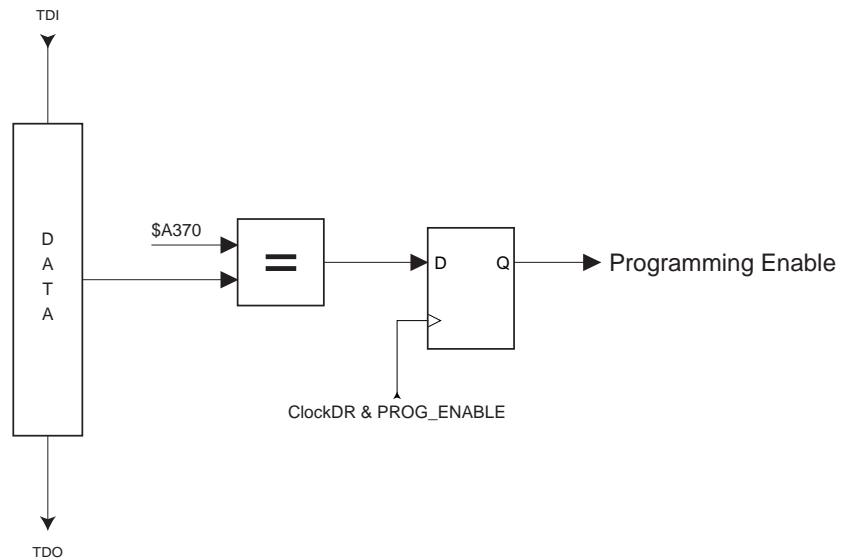 TDI
D
A
T
A
$A370
=
D
Q
Programming Enable
ClockDR & PROG_ENABLE
TDO